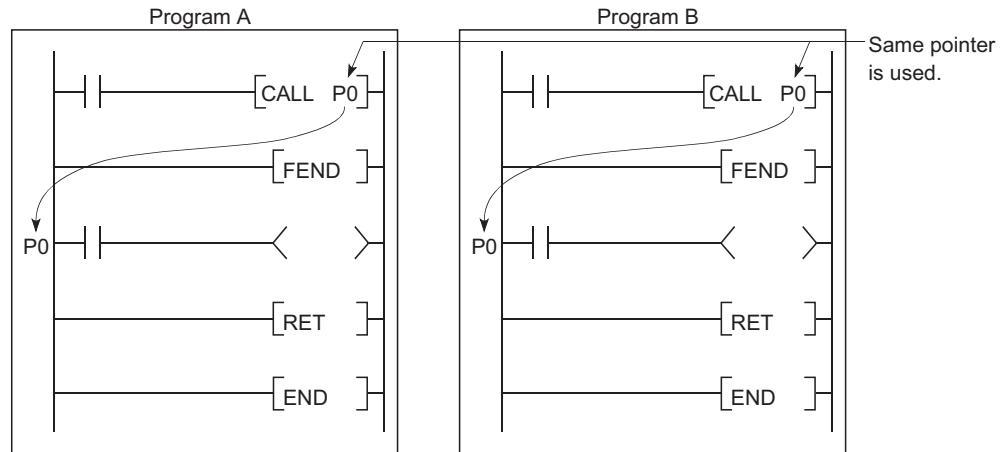 Program A
CALL P0
FEND
P0
RET
END
Program B
CALL P0
FEND
P0
RET
END
Same pointer
is used.